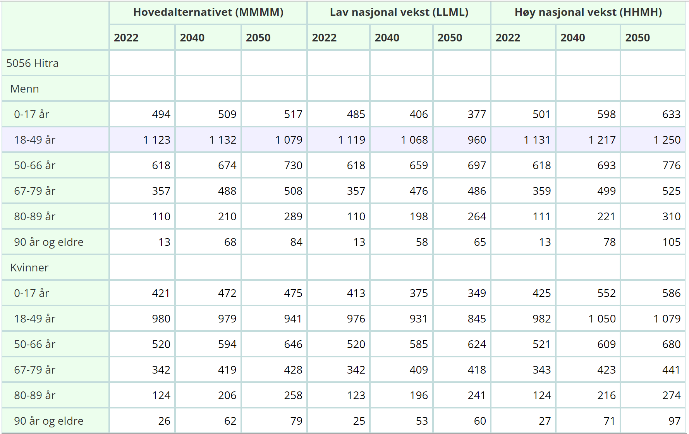 Hovedalternativet (MMMM) Lav nasjonal vekst (LLML) Høy nasjonal vekst (HHMH)
2022 2040 2050 2022 2040 2050 2022 2040 2050
5056 Hitra
Menn
0-17 år 494 509 517 485 406 377 501 598 633
18-49 år 1 123 1 132 1 079 1 119 1 068 960 1 131 1 217 1 250
50-66 år 618 674 730 618 659 697 618 693 776
67-79 år 357 488 508 357 476 486 359 499 525
80-89 år 110 210 289 110 198 264 111 221 310
90 år og eldre 13 68 84 13 58 65 13 78 105
Kvinner
0-17 år 421 472 475 413 375 349 425 552 586
18-49 år 980 979 941 976 931 845 982 1 050 1 079
50-66 år 520 594 646 520 585 624 521 609 680
67-79 år 342 419 428 342 409 418 343 423 441
80-89 år 124 206 258 123 196 241 124 216 274
90 år og eldre 26 62 79 25 53 60 27 71 97